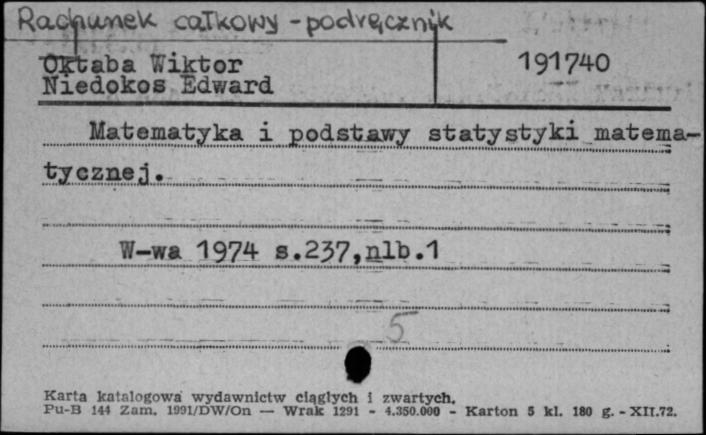 Rachunek całkowy - podręcznik
Oktaba Wiktor 191740
Niedokos Edward
Matematyka i podstawy statystyki matema-
tycznej.
W-wa 1974 s.237,nlb.1
5
Karta katalogowa wydawnictw ciągłych i zwartych.
Pu-B 144 Zam. 1991/DW/On — Wrak 1291 - 4.350.000 - Karton 5 kl. 180 g. - XII.72.